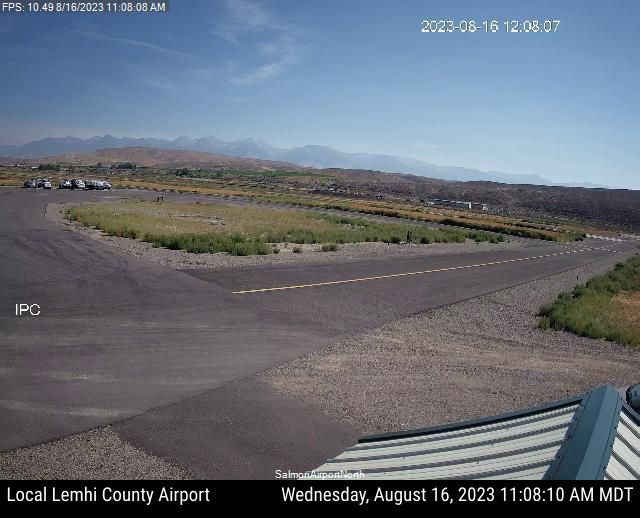 FPS: 10.49 8/16/2023 11:08:08 AM
2023-08-16 12:08:07
IPC
SalmonAirportNorth
Local Lemhi County Airport Wednesday, August 16, 2023 11:08:10 AM MDT